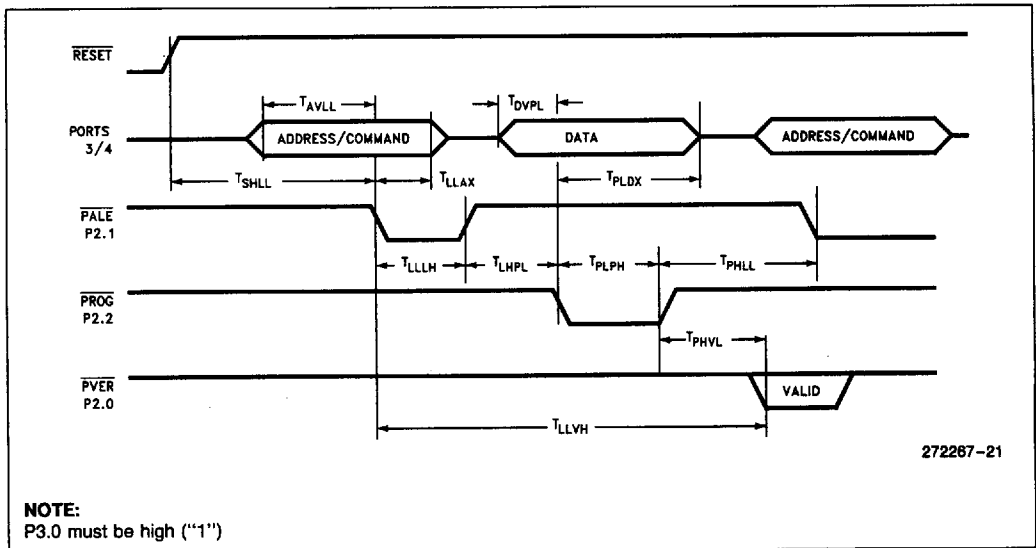 RESET
T_AVLL
T_DVPL
PORTS
3/4
ADDRESS/COMMAND
DATA
ADDRESS/COMMAND
T_SHLL
T_LLAX
T_PLDX
PALE
P2.1
T_LLLH
T_LHPL
T_PLPH
T_PHLL
PROG
P2.2
T_PHVL
PVER
P2.0
VALID
T_LLVH
272267-21
NOTE:
P3.0 must be high ("1")